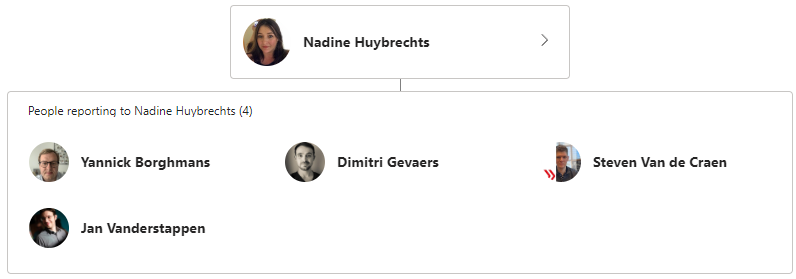 Nadine Huybrechts
People reporting to Nadine Huybrechts (4)
Yannick Borghmans
Dimitri Gevaers
Steven Van de Craen
Jan Vanderstappen